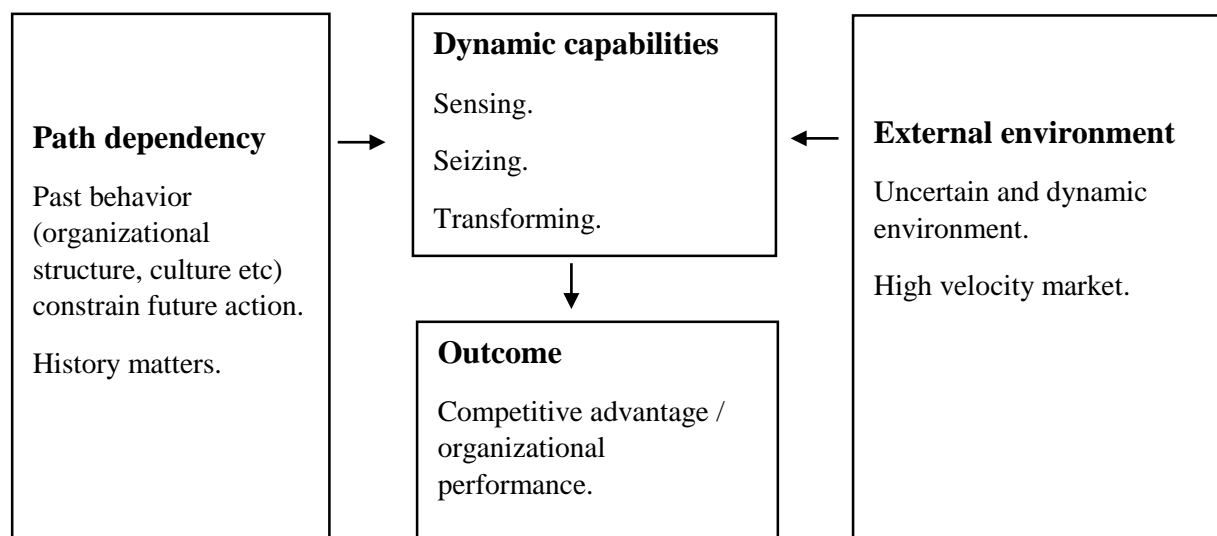 Path dependency
Past behavior
(organizational
structure, culture etc)
constrain future action.
History matters.
Dynamic capabilities
Sensing.
Seizing.
Transforming.
Outcome
Competitive advantage /
organizational
performance.
External environment
Uncertain and dynamic
environment.
High velocity market.